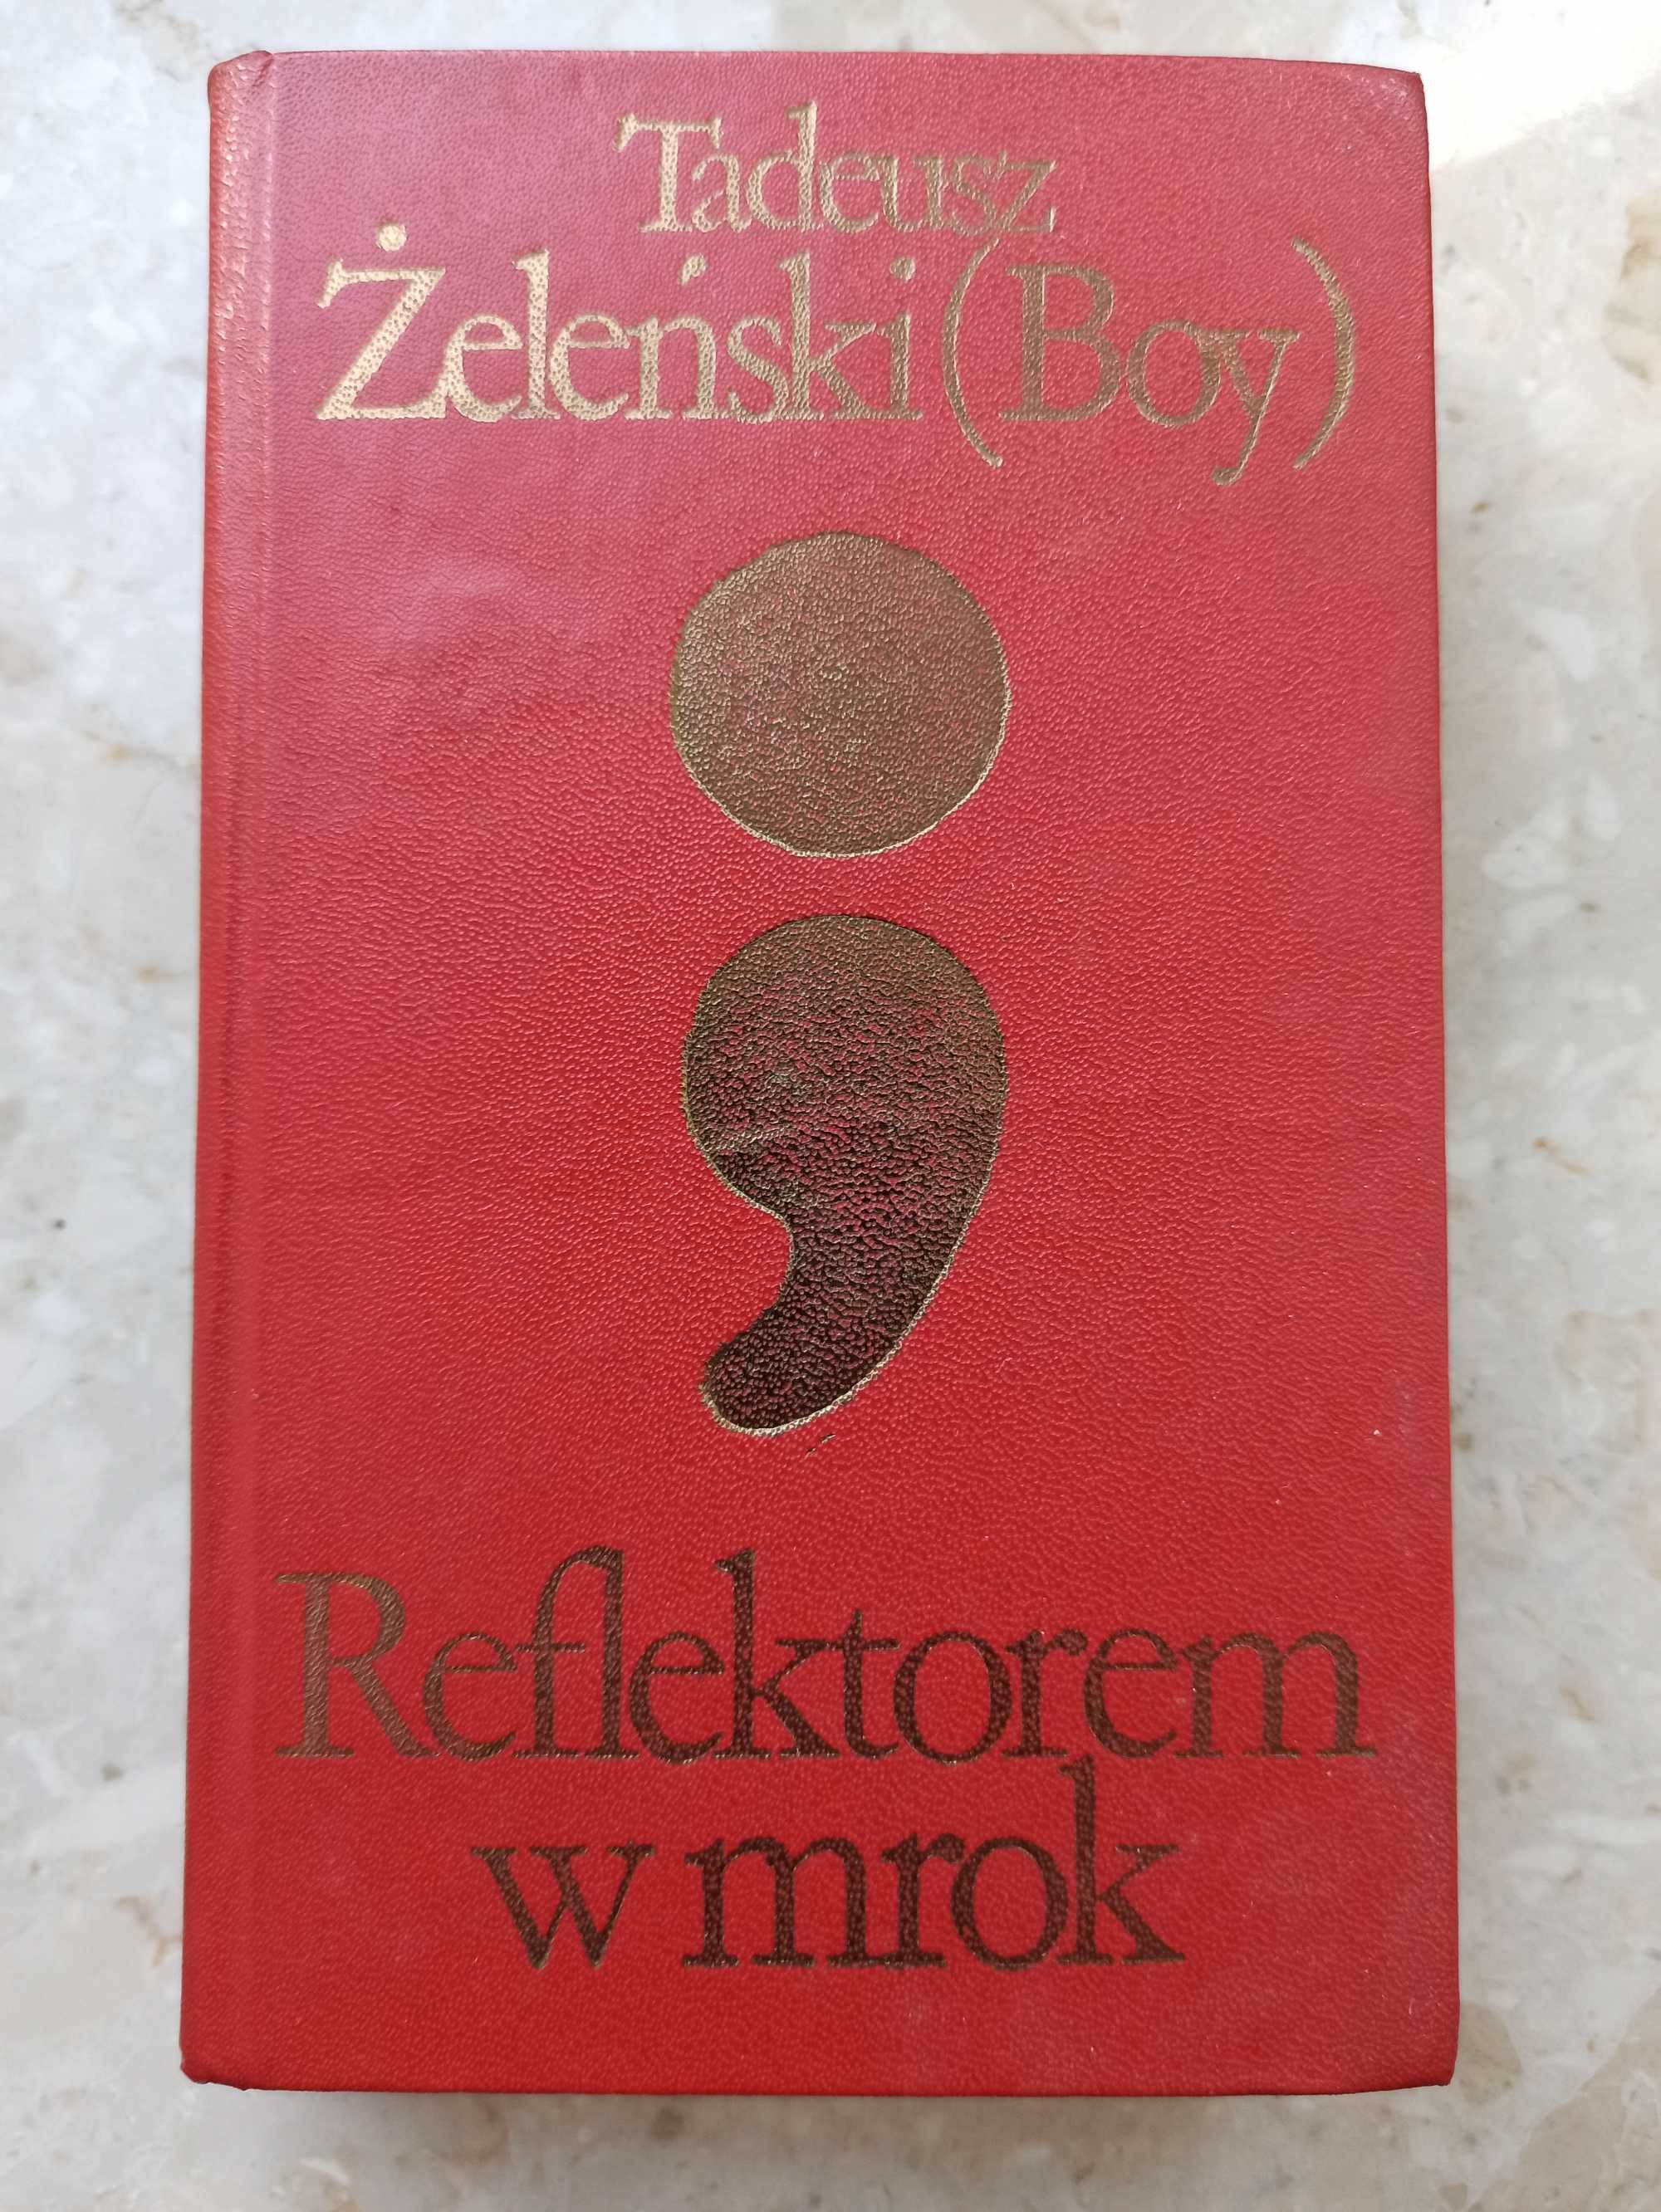 Tadeusz
Żeleński (Boy)
;
Reflektorem
w mrok